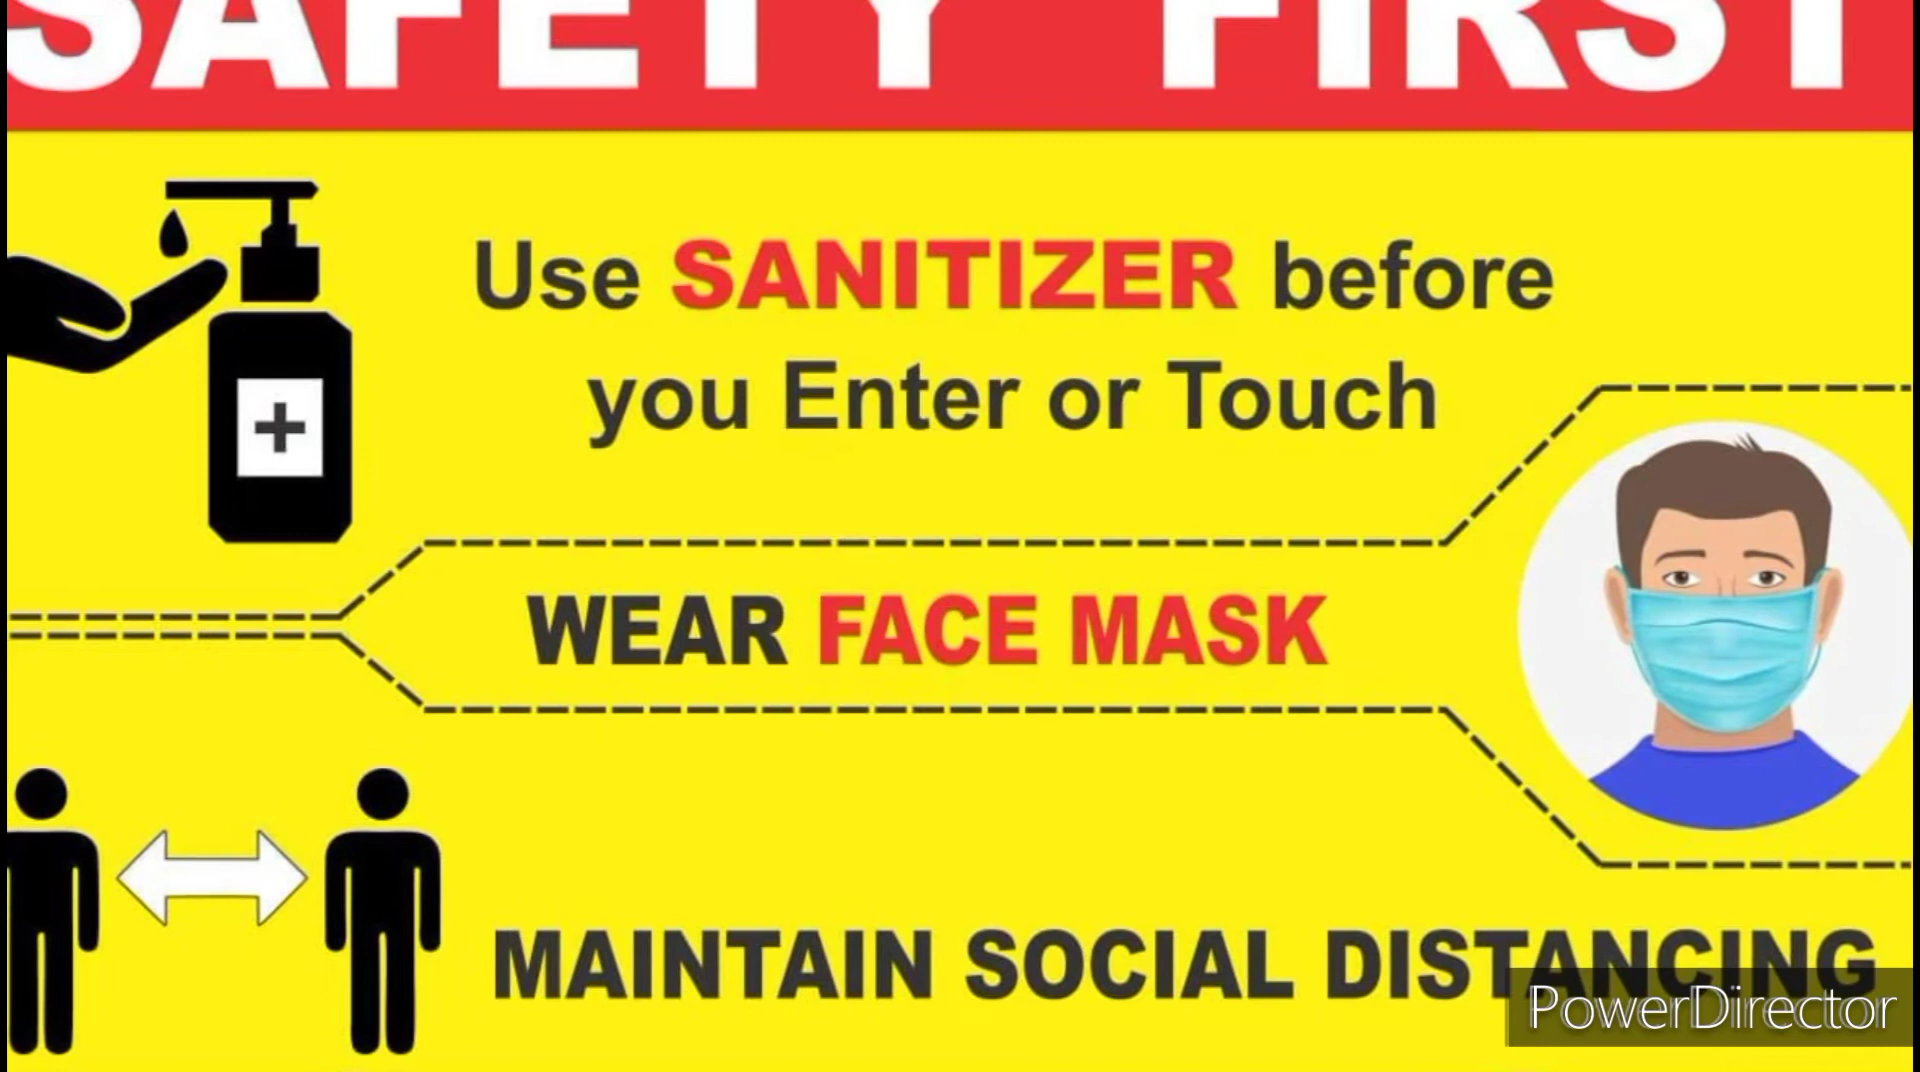 SAFETY FIRST
Use SANITIZER before
you Enter or Touch
WEAR FACE MASK
MAINTAIN SOCIAL DISTANCING
PowerDirector